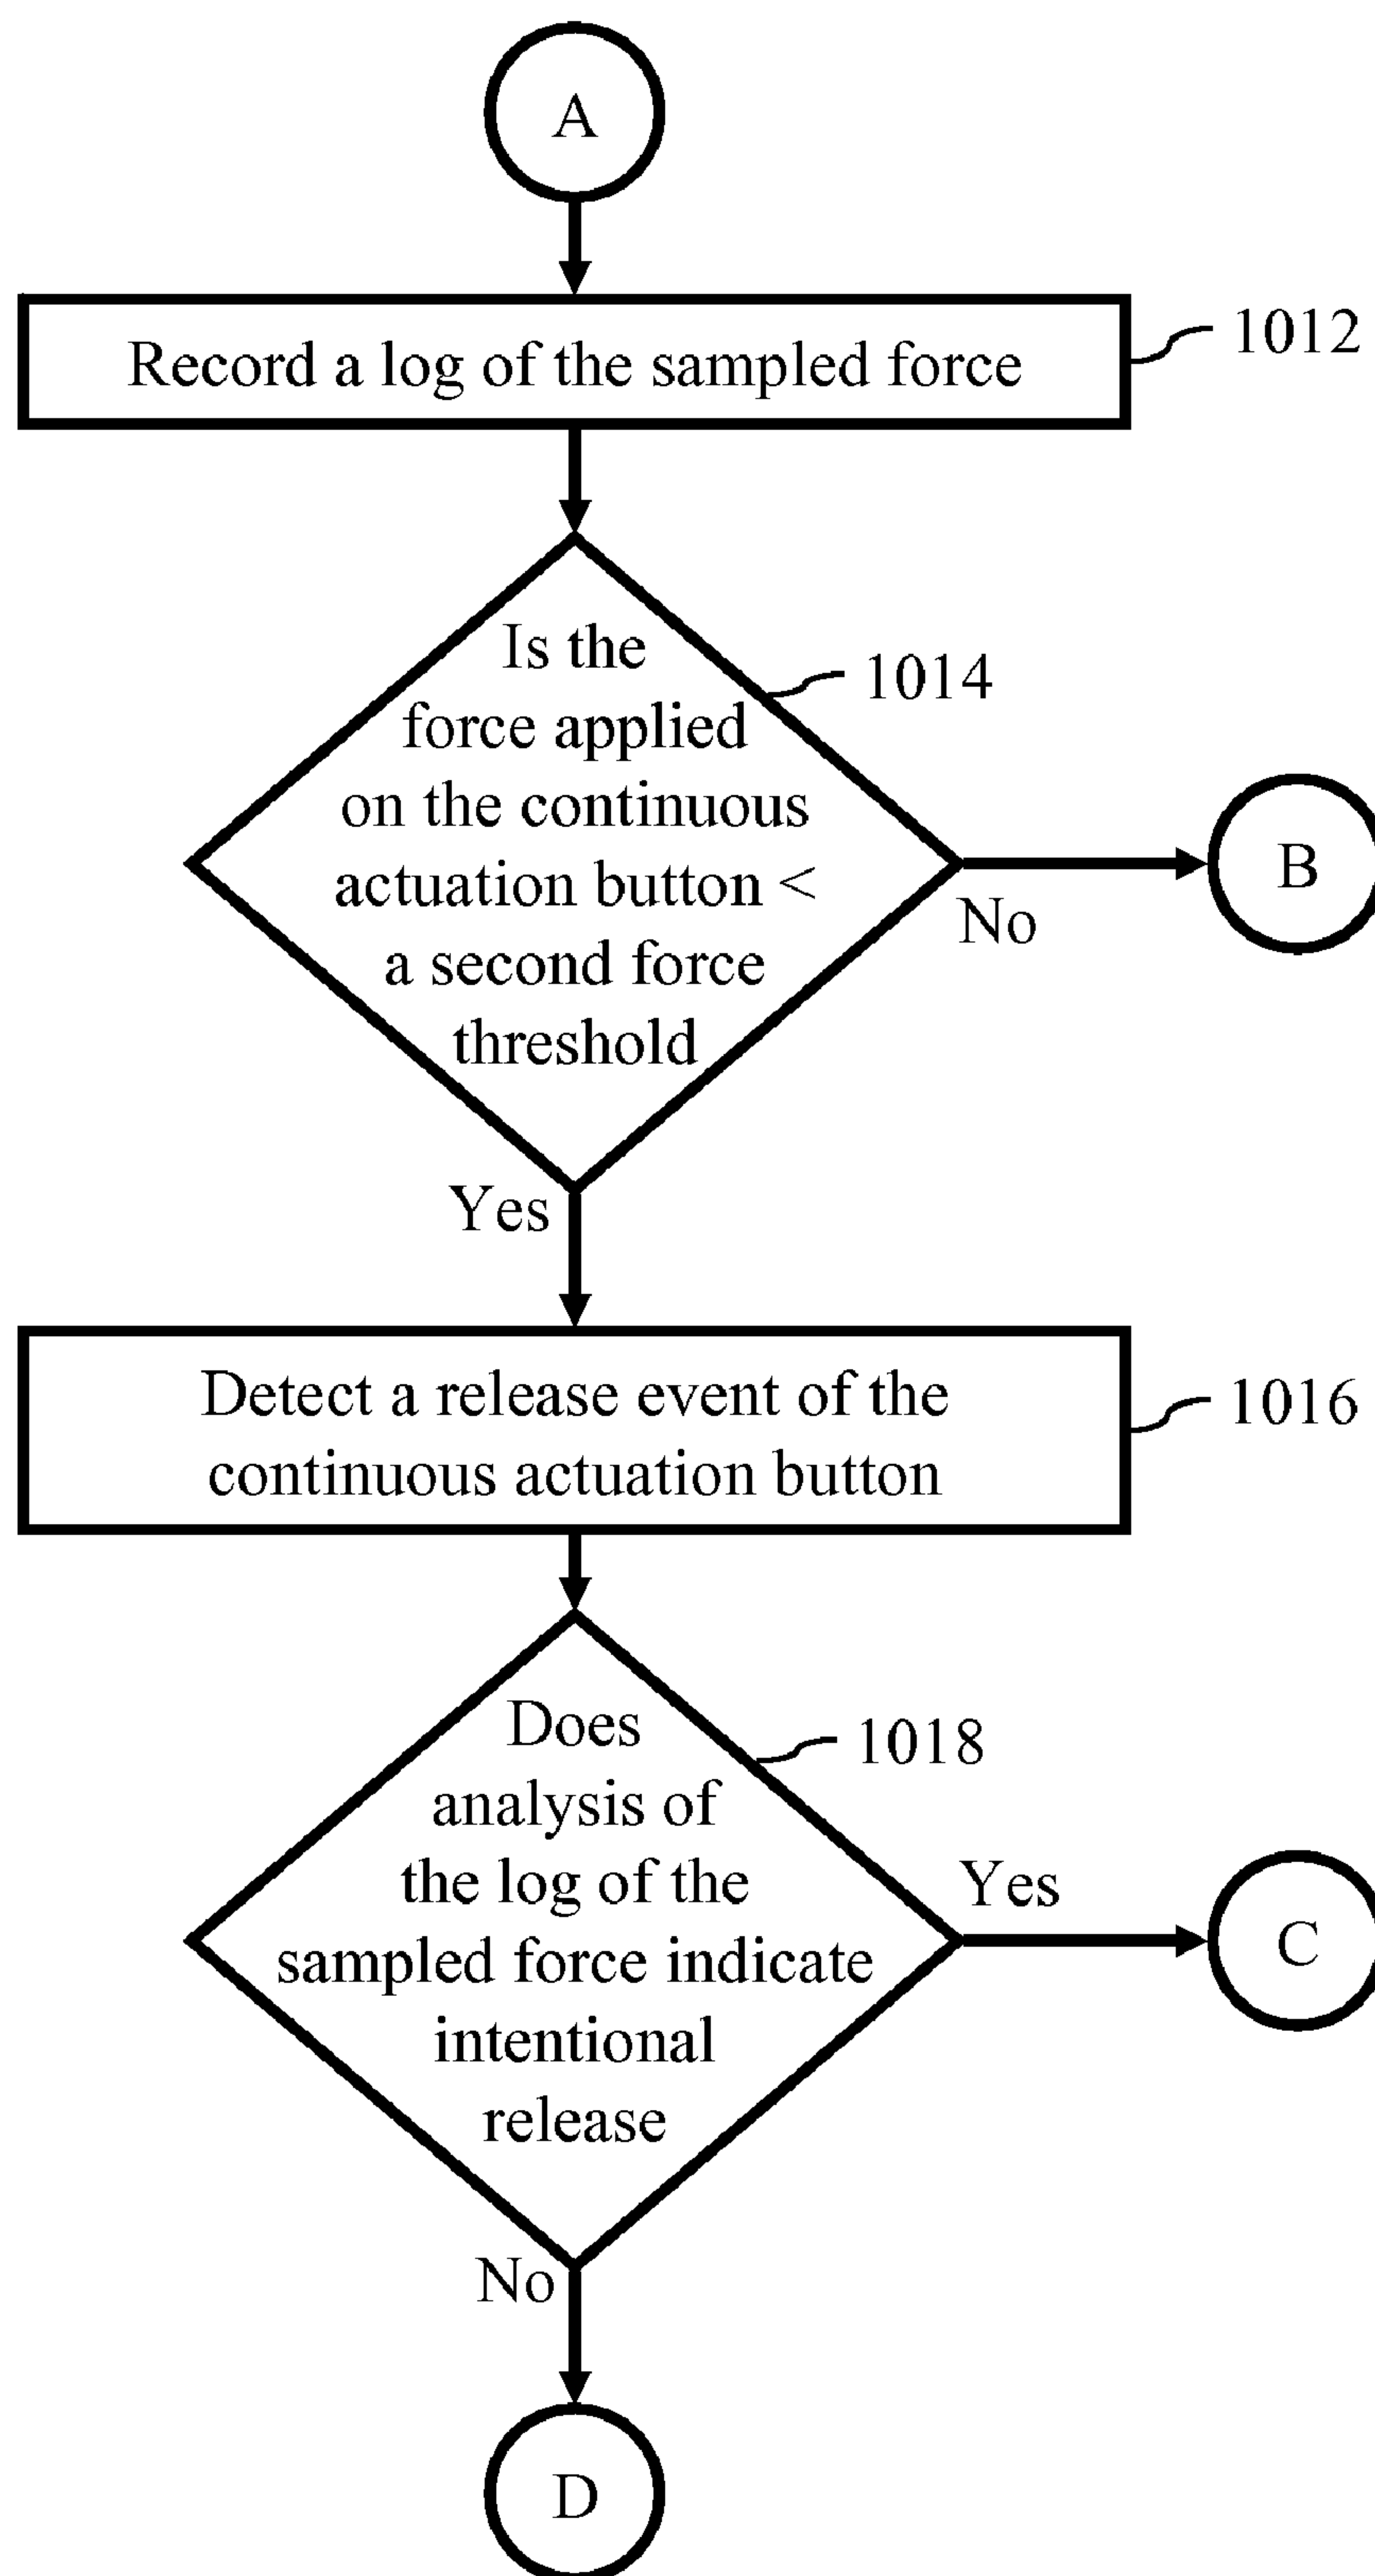 A
Record a log of the sampled force
1012
Is the
force applied
on the continuous
actuation button <
a second force
threshold
1014
No
B
Yes
Detect a release event of the
continuous actuation button
1016
Does
analysis of
the log of the
sampled force indicate
intentional
release
1018
Yes
C
No
D